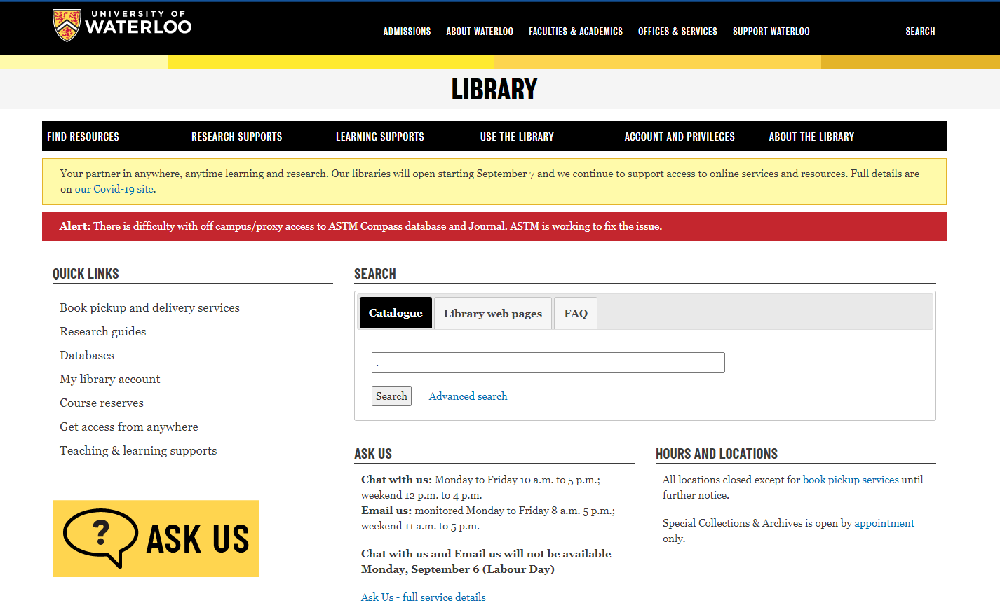 UNIVERSITY OF
WATERLOO
ADMISSIONS ABOUT WATERLOO FACULTIES & ACADEMICS OFFICES & SERVICES SUPPORT WATERLOO SEARCH
LIBRARY
FIND RESOURCES RESEARCH SUPPORTS LEARNING SUPPORTS USE THE LIBRARY ACCOUNT AND PRIVILEGES ABOUT THE LIBRARY
Your partner in anywhere, anytime learning and research. Our libraries will open starting September 7 and we continue to support access to online services and resources. Full details are
on our Covid-19 site.
Alert: There is difficulty with off campus/proxy access to ASTM Compass database and Journal. ASTM is working to fix the issue.
QUICK LINKS
Book pickup and delivery services
Research guides
Databases
My library account
Course reserves
Get access from anywhere
Teaching & learning supports
? ASK US
SEARCH
Catalogue Library web pages FAQ
.
Search Advanced search
ASK US
Chat with us: Monday to Friday 10 a.m. to 5 p.m.;
weekend 12 p.m. to 4 p.m.
Email us: monitored Monday to Friday 8 a.m. 5 p.m.;
weekend 11 a.m. to 5 p.m.
Chat with us and Email us will not be available
Monday, September 6 (Labour Day)
Ask Us - full service details
HOURS AND LOCATIONS
All locations closed except for book pickup services until
further notice.
Special Collections & Archives is open by appointment
only.